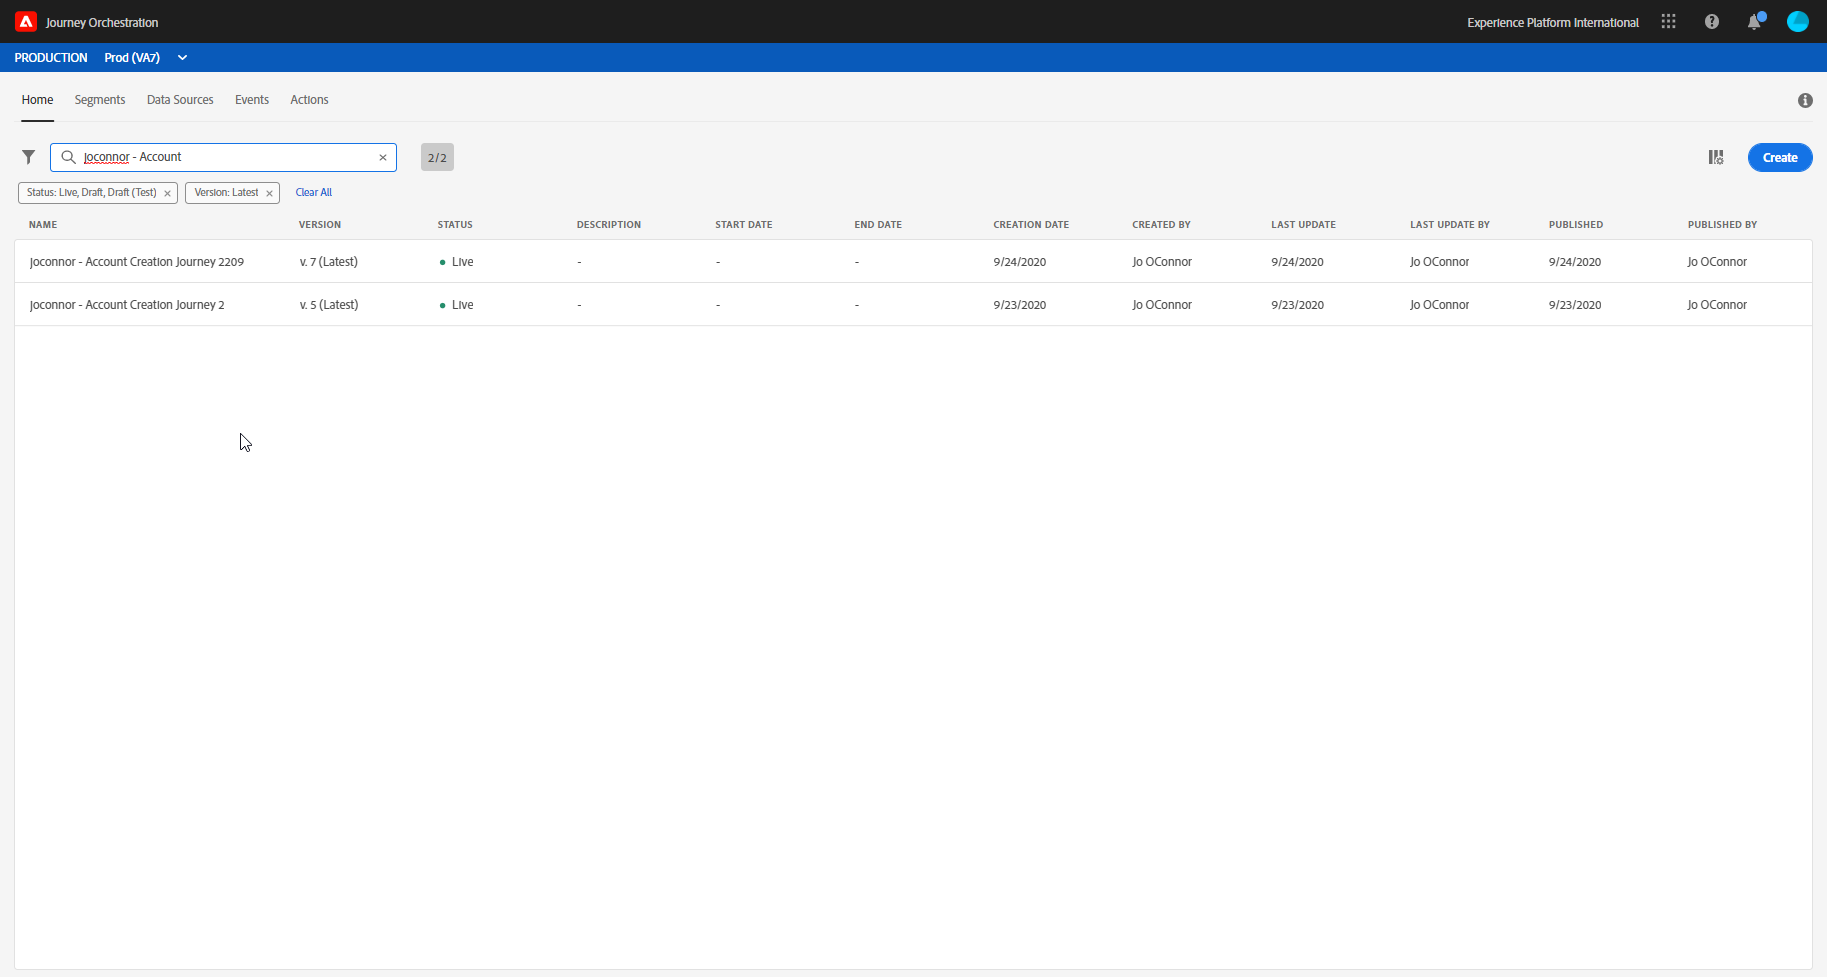 Journey Orchestration
Experience Platform International
PRODUCTION Prod (VA7)
Home Segments Data Sources Events Actions
joconnor - Account
2/2
Create
Status: Live, Draft, Draft (Test)
Version: Latest
Clear All
NAME VERSION STATUS DESCRIPTION START DATE END DATE CREATION DATE CREATED BY LAST UPDATE LAST UPDATE BY PUBLISHED PUBLISHED BY
joconnor - Account Creation Journey 2209 v. 7 (Latest) Live - - - 9/24/2020 Jo OConnor 9/24/2020 Jo OConnor 9/24/2020 Jo OConnor
joconnor - Account Creation Journey 2 v. 5 (Latest) Live - - - 9/23/2020 Jo OConnor 9/23/2020 Jo OConnor 9/23/2020 Jo OConnor